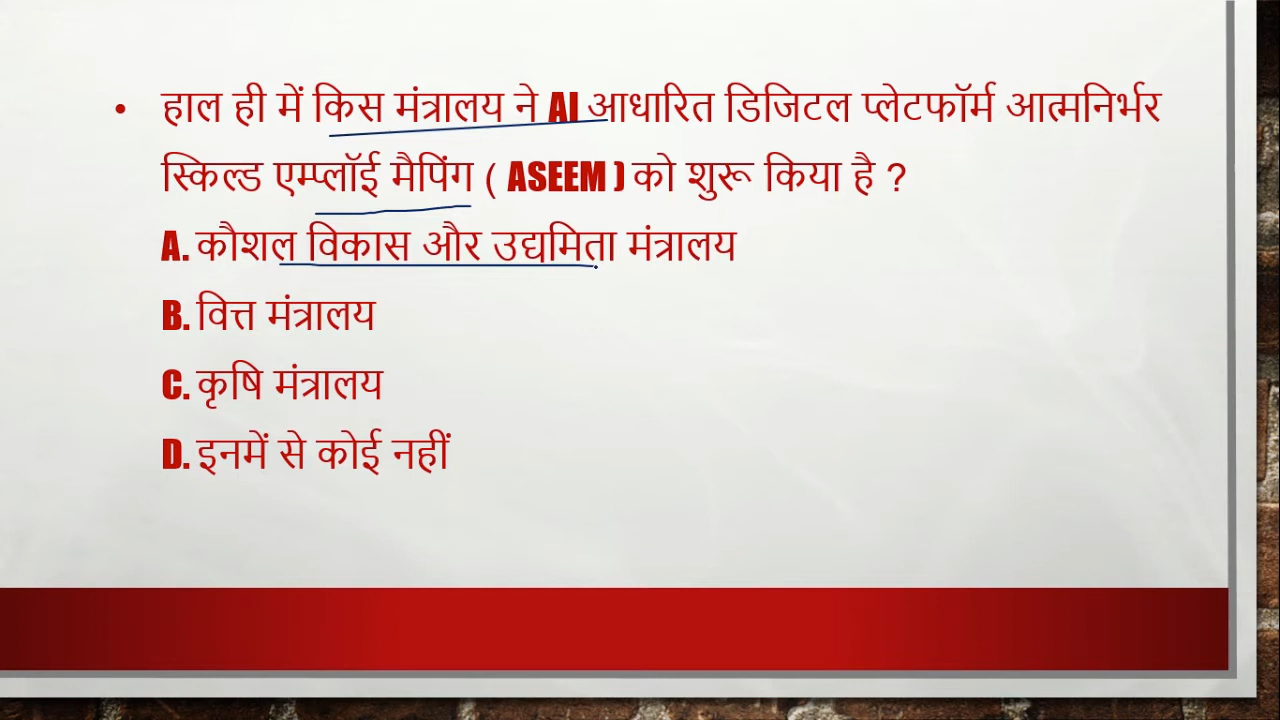 • हाल ही में किस मंत्रालय ने AI आधारित डिजिटल प्लेटफॉर्म आत्मनिर्भर
स्किल्ड एम्प्लॉई मैपिंग ( ASEEM ) को शुरू किया है ?
A. कौशल विकास और उद्यमिता मंत्रालय
B. वित्त मंत्रालय
C. कृषि मंत्रालय
D. इनमें से कोई नहीं